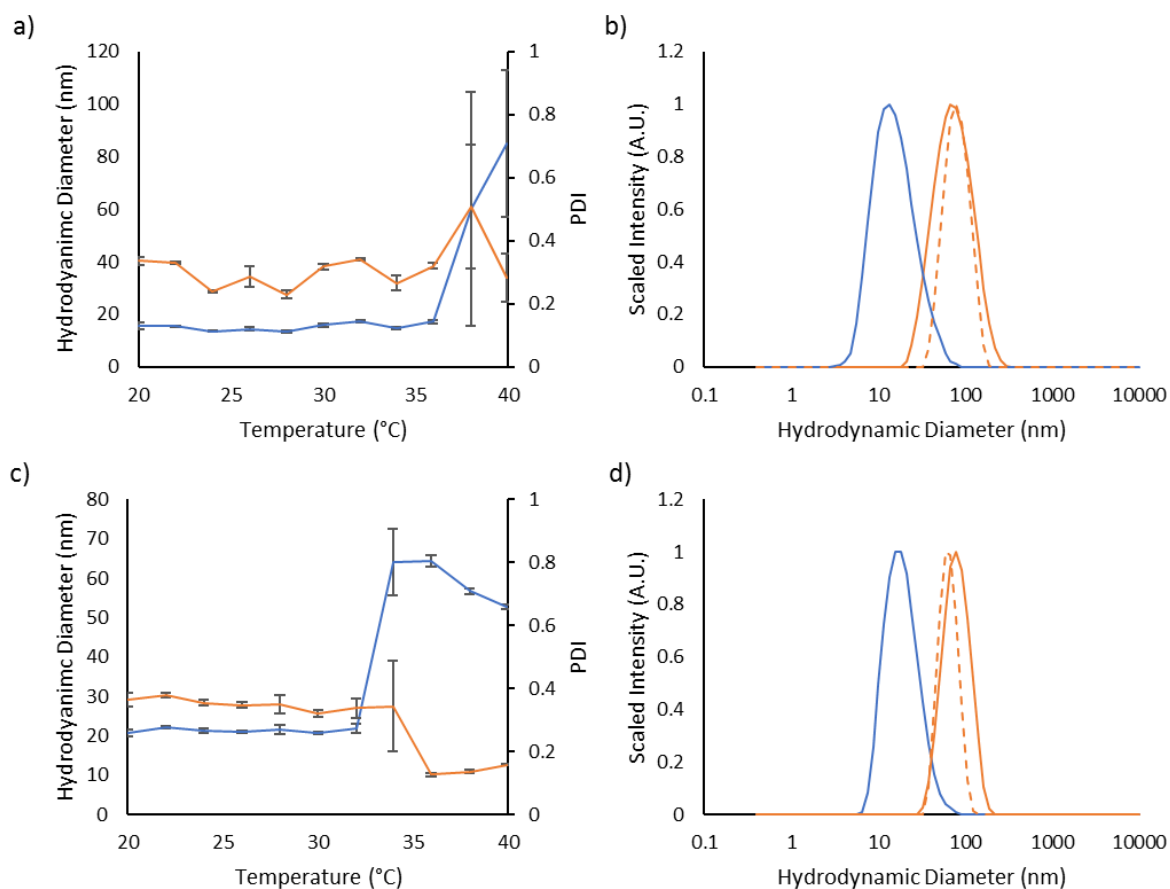 a)
120
100
80
60
40
20
0
Hydrodyanimc Diameter (nm)
1
0.8
0.6
0.4
0.2
0
PDI
20 25 30 35 40
Temperature (°C)
b)
1.2
1
0.8
0.6
0.4
0.2
0
Scaled Intensity (A.U.)
0.1 1 10 100 1000 10000
Hydrodynamic Diameter (nm)
c)
80
70
60
50
40
30
20
10
0
Hydrodyanimc Diameter (nm)
1
0.8
0.6
0.4
0.2
0
PDI
20 25 30 35 40
Temperature (°C)
d)
1.2
1
0.8
0.6
0.4
0.2
0
Scaled Intensity (A.U.)
0.1 1 10 100 1000 10000
Hydrodynamic Diameter (nm)